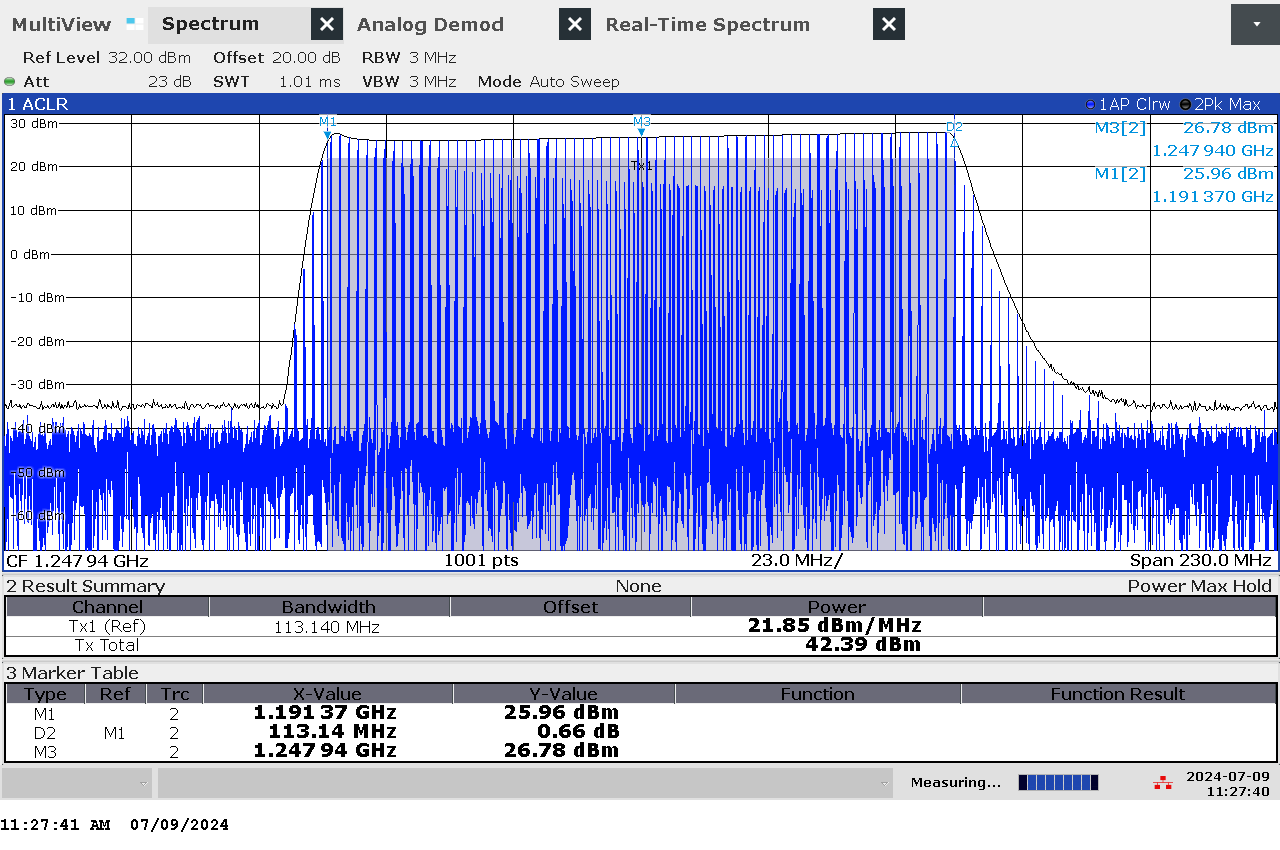 MultiView Spectrum Analog Demod Real-Time Spectrum
Ref Level 32.00 dBm Offset 20.00 dB RBW 3 MHz
Att 23 dB SWT 1.01 ms VBW 3 MHz Mode Auto Sweep
1 ACLR 1AP Clrw 2Pk Max
30 dBm
M1
M3
D2
M3[2] 26.78 dBm
1.247 940 GHz
M1[2] 25.96 dBm
1.191 370 GHz
20 dBm
Tx1
10 dBm
0 dBm
-10 dBm
-20 dBm
-30 dBm
-40 dBm
-50 dBm
-60 dBm
CF 1.247 94 GHz 1001 pts 23.0 MHz/ Span 230.0 MHz
2 Result Summary None Power Max Hold
Channel Bandwidth Offset Power
Tx1 (Ref) 113.140 MHz 21.85 dBm/MHz
Tx Total 42.39 dBm
3 Marker Table
Type Ref Trc X-Value Y-Value Function Function Result
M1 2 1.191 37 GHz 25.96 dBm
D2 M1 2 113.14 MHz 0.66 dB
M3 2 1.247 94 GHz 26.78 dBm
Measuring... 2024-07-09
11:27:40
11:27:41 AM 07/09/2024